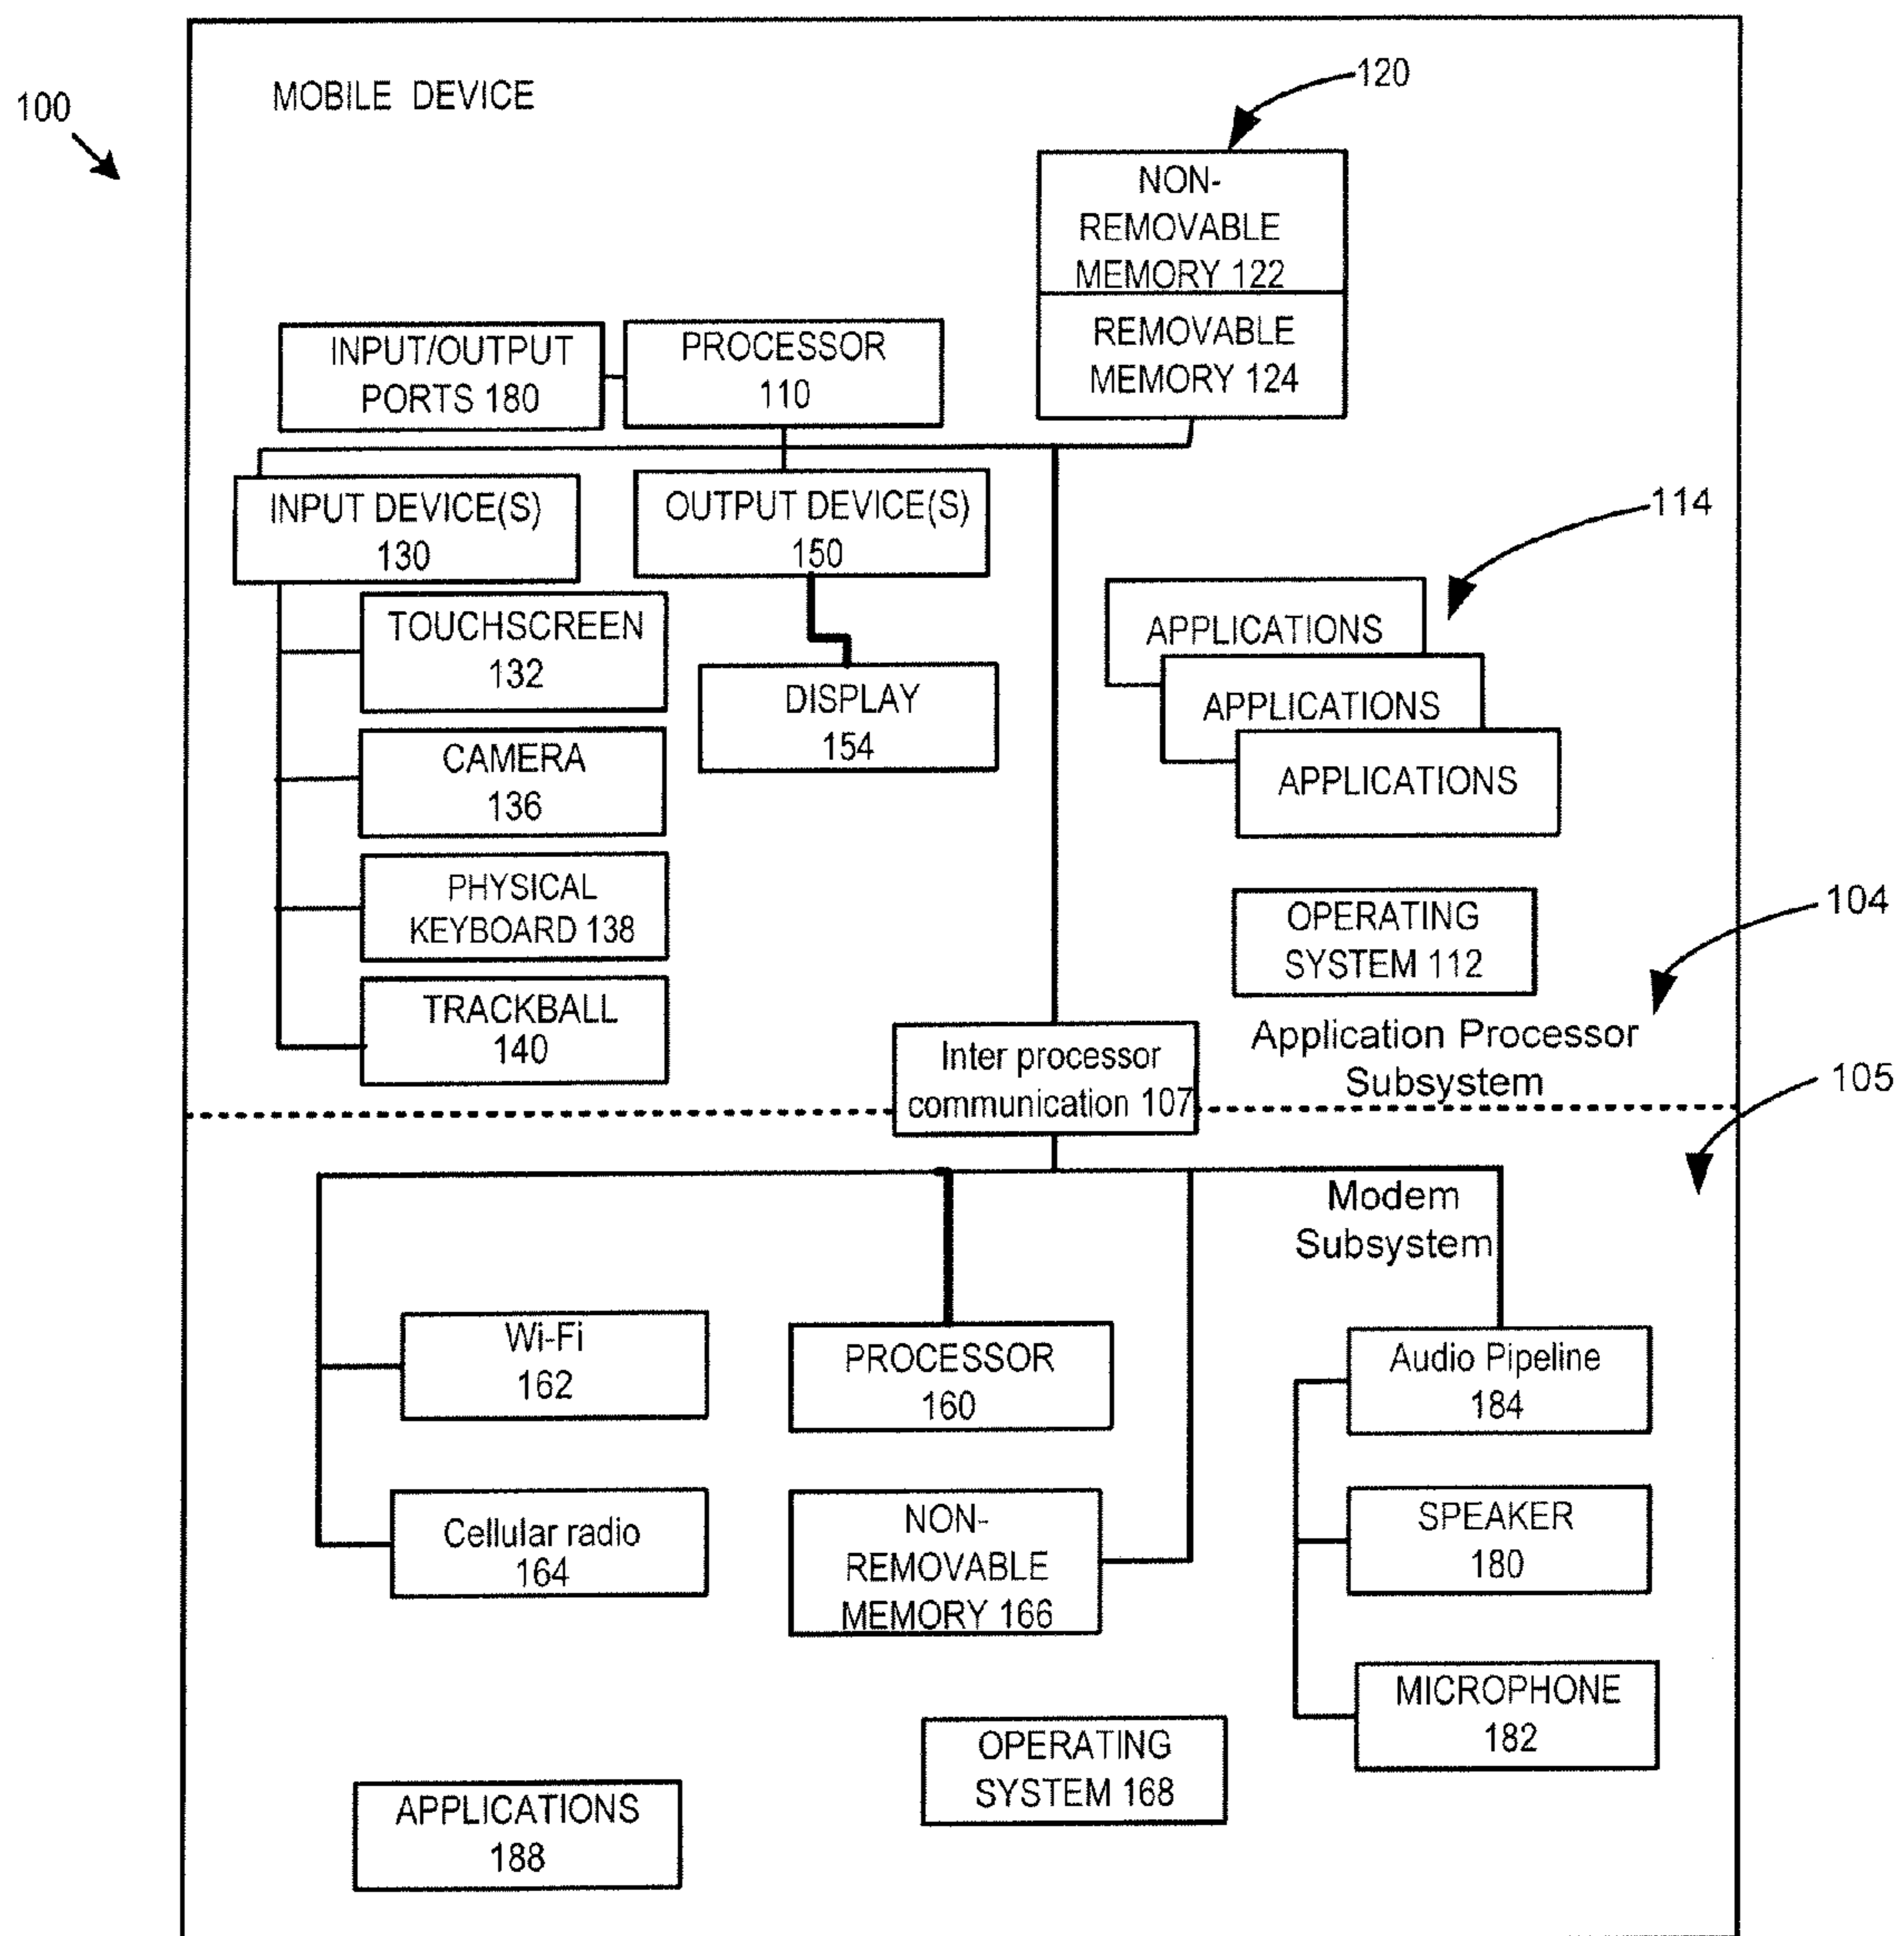 100
MOBILE DEVICE
120
NON-
REMOVABLE
MEMORY 122
REMOVABLE
MEMORY 124
INPUT/OUTPUT
PORTS 180
PROCESSOR
110
INPUT DEVICE(S)
130
OUTPUT DEVICE(S)
150
114
TOUCHSCREEN
132
DISPLAY
154
APPLICATIONS
APPLICATIONS
APPLICATIONS
CAMERA
136
PHYSICAL
KEYBOARD 138
OPERATING
SYSTEM 112
104
TRACKBALL
140
Inter processor
communication 107
Application Processor
Subsystem
105
Modem
Subsystem
Wi-Fi
162
PROCESSOR
160
Audio Pipeline
184
Cellular radio
164
NON-
REMOVABLE
MEMORY 166
SPEAKER
180
MICROPHONE
182
OPERATING
SYSTEM 168
APPLICATIONS
188